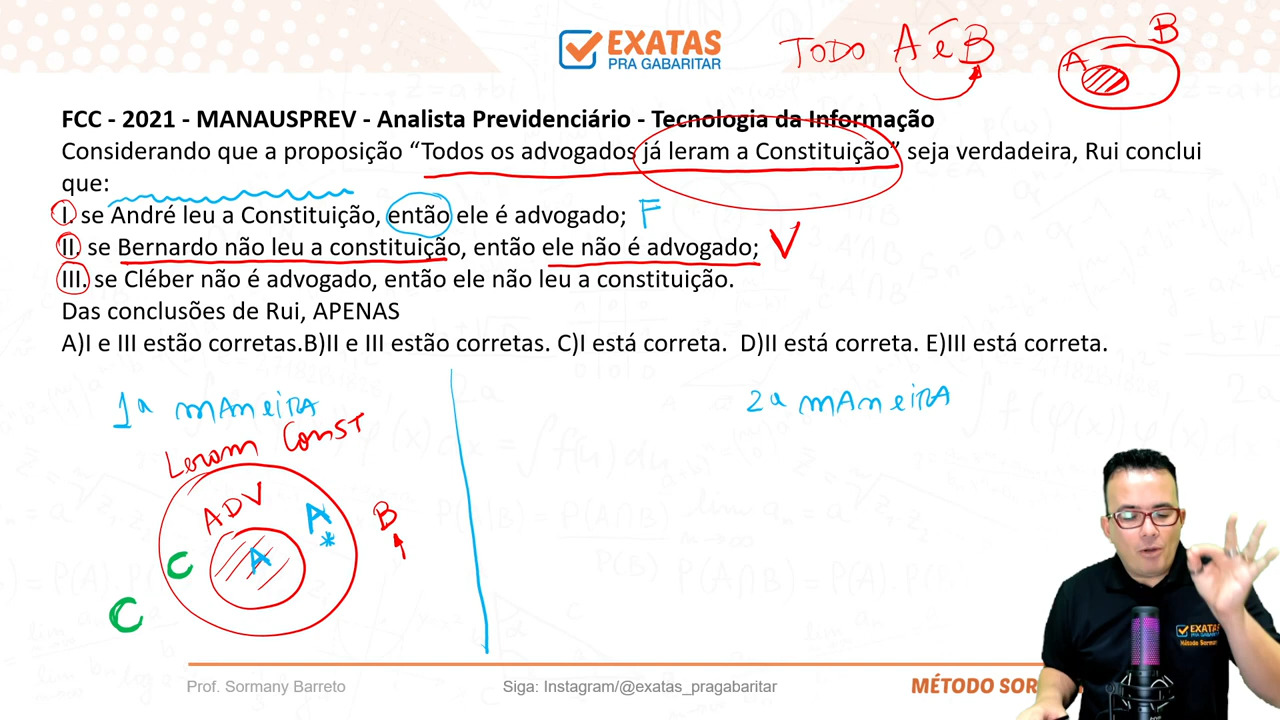 EXATAS
PRA GABARITAR
TODO A é B
B
A
FCC - 2021 - MANAUSPREV - Analista Previdenciário - Tecnologia da Informação
Considerando que a proposição “Todos os advogados já leram a Constituição” seja verdadeira, Rui conclui
que:
I. se André leu a Constituição, então ele é advogado; F
II. se Bernardo não leu a constituição, então ele não é advogado; V
III. se Cléber não é advogado, então ele não leu a constituição.
Das conclusões de Rui, APENAS
A)I e III estão corretas.B)II e III estão corretas. C)I está correta. D)II está correta. E)III está correta.
1ª MANEIRA
2ª MANEIRA
Leram Const
ADV
A
*
B
C
A
C
EXATAS
PRA GABARITAR
Prof. Sormany Barreto
Siga: Instagram/@exatas_pragabaritar
MÉTODO SOR